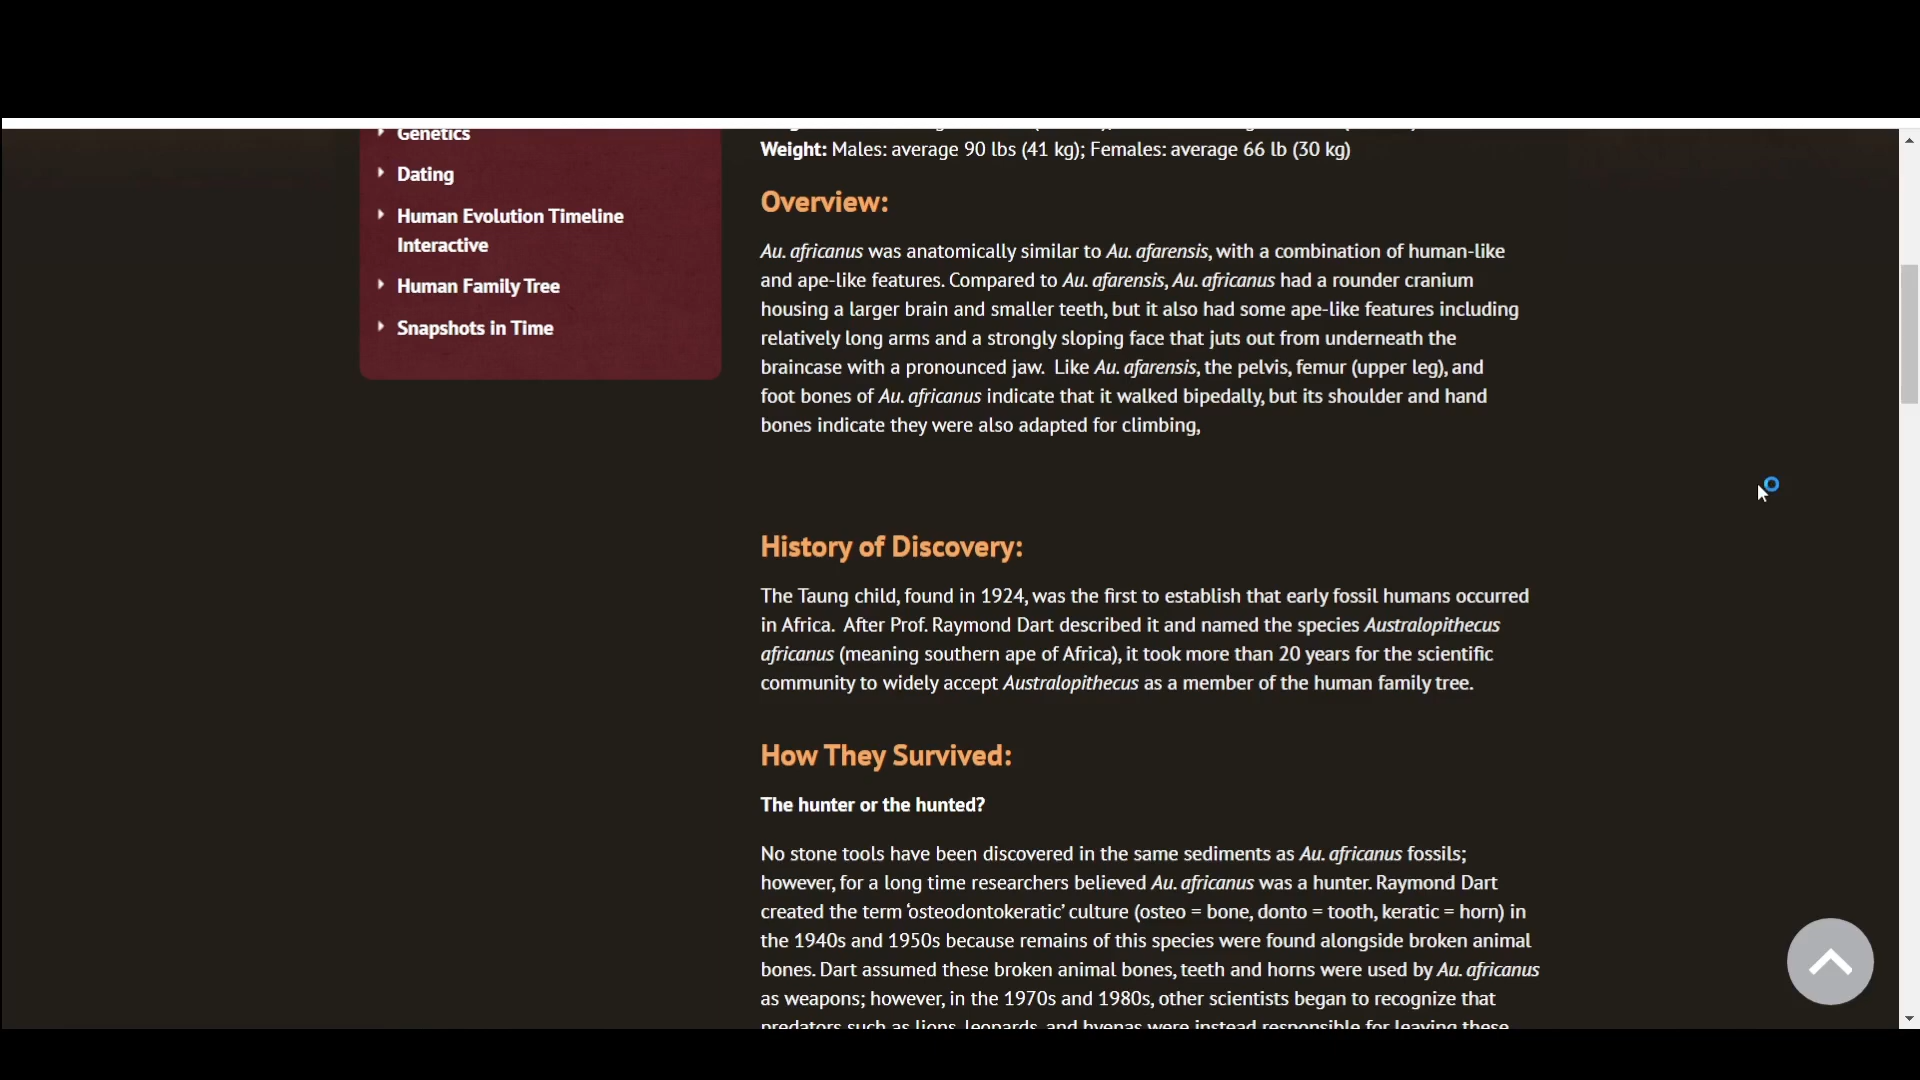 Genetics
Dating
Human Evolution Timeline
Interactive
Human Family Tree
Snapshots in Time
Weight: Males: average 90 lbs (41 kg); Females: average 66 lb (30 kg)
Overview:
Au. africanus was anatomically similar to Au. afarensis, with a combination of human-like
and ape-like features. Compared to Au. afarensis, Au. africanus had a rounder cranium
housing a larger brain and smaller teeth, but it also had some ape-like features including
relatively long arms and a strongly sloping face that juts out from underneath the
braincase with a pronounced jaw.  Like Au. afarensis, the pelvis, femur (upper leg), and
foot bones of Au. africanus indicate that it walked bipedally, but its shoulder and hand
bones indicate they were also adapted for climbing,
History of Discovery:
The Taung child, found in 1924, was the first to establish that early fossil humans occurred
in Africa.  After Prof. Raymond Dart described it and named the species Australopithecus
africanus (meaning southern ape of Africa), it took more than 20 years for the scientific
community to widely accept Australopithecus as a member of the human family tree.
How They Survived:
The hunter or the hunted?
No stone tools have been discovered in the same sediments as Au. africanus fossils;
however, for a long time researchers believed Au. africanus was a hunter. Raymond Dart
created the term ‘osteodontokeratic’ culture (osteo = bone, donto = tooth, keratic = horn) in
the 1940s and 1950s because remains of this species were found alongside broken animal
bones. Dart assumed these broken animal bones, teeth and horns were used by Au. africanus
as weapons; however, in the 1970s and 1980s, other scientists began to recognize that
predators such as lions, leopards, and hyenas were instead responsible for leaving these